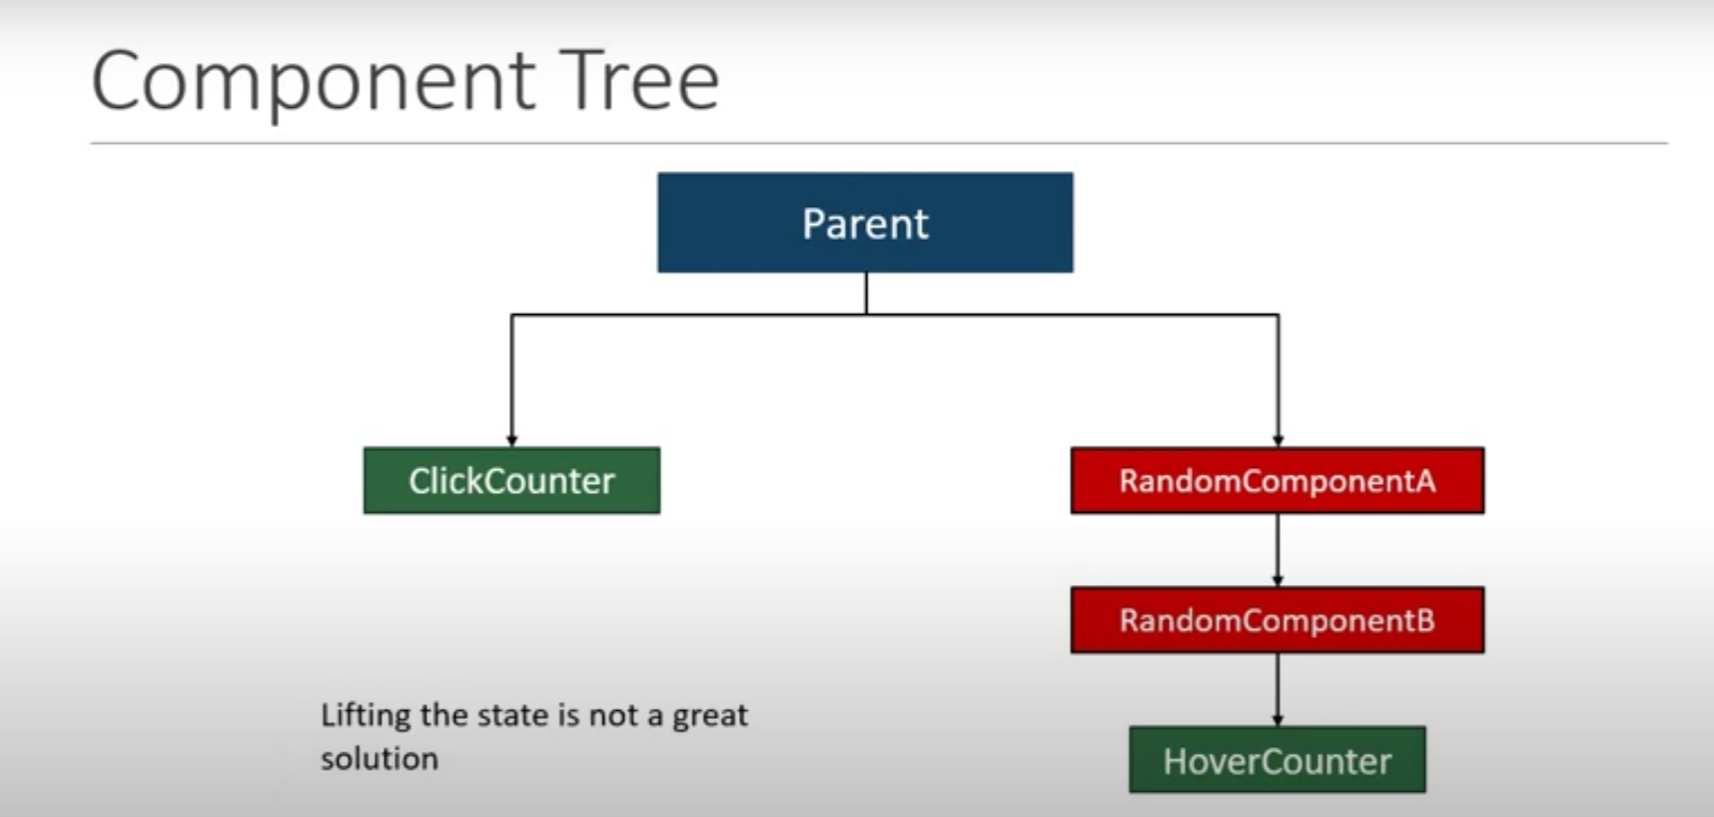 Component Tree
Parent
ClickCounter
RandomComponentA
RandomComponentB
Lifting the state is not a great
solution
HoverCounter